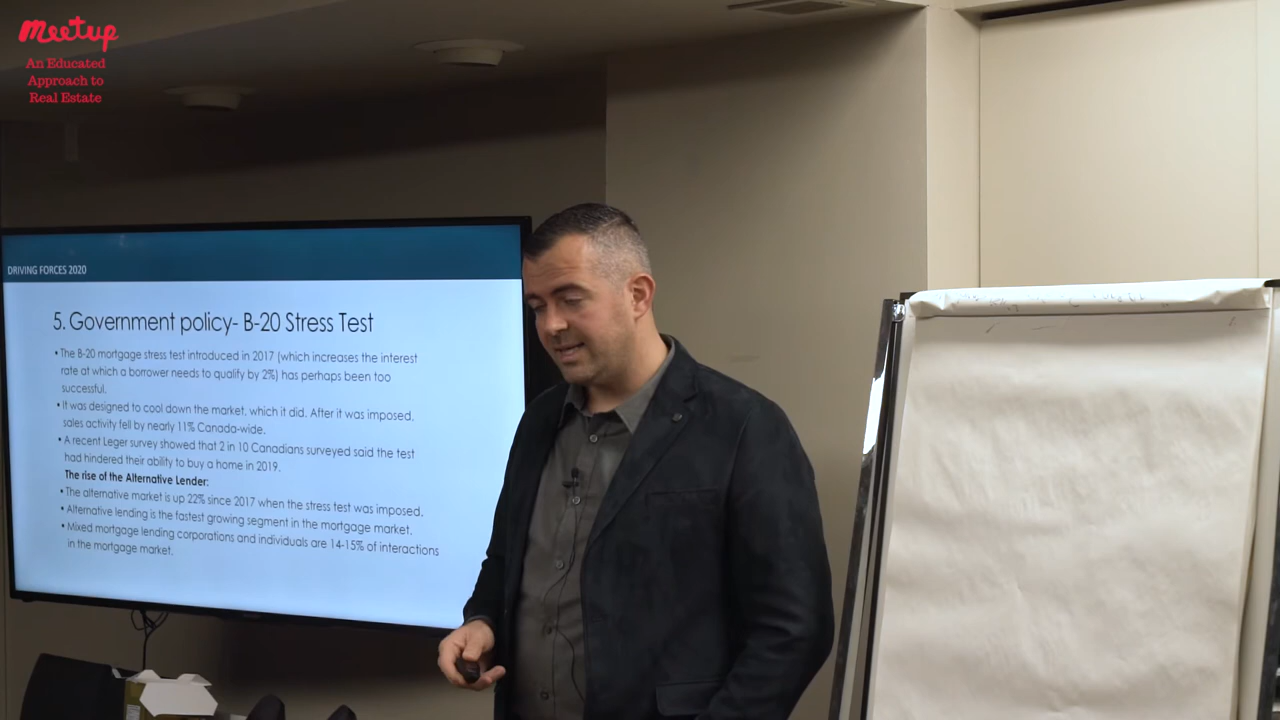 Meetup
An Educated
Approach to
Real Estate
DRIVING FORCES 2020
5. Government policy- B-20 Stress Test
• The B-20 mortgage stress test introduced in 2017 (which increases the interest
rate at which a borrower needs to qualify by 2%) has perhaps been too
successful.
• It was designed to cool down the market, which it did. After it was imposed,
sales activity fell by nearly 11% Canada-wide.
• A recent Leger survey showed that 2 in 10 Canadians surveyed said the test
had hindered their ability to buy a home in 2019.
The rise of the Alternative Lender:
• The alternative market is up 22% since 2017 when the stress test was imposed.
• Alternative lending is the fastest growing segment in the mortgage market.
• Mixed mortgage lending corporations and individuals are 14-15% of interactions
in the mortgage market.